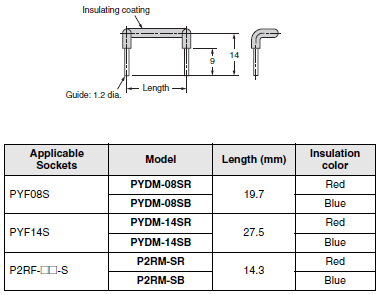 Insulating coating
9
14
Length
Guide: 1.2 dia.
Applicable Sockets
Model
Length (mm)
Insulation color
PYF08S
PYDM-08SR
19.7
Red
PYDM-08SB
Blue
PYF14S
PYDM-14SR
27.5
Red
PYDM-14SB
Blue
P2RF-□□-S
P2RM-SR
14.3
Red
P2RM-SB
Blue